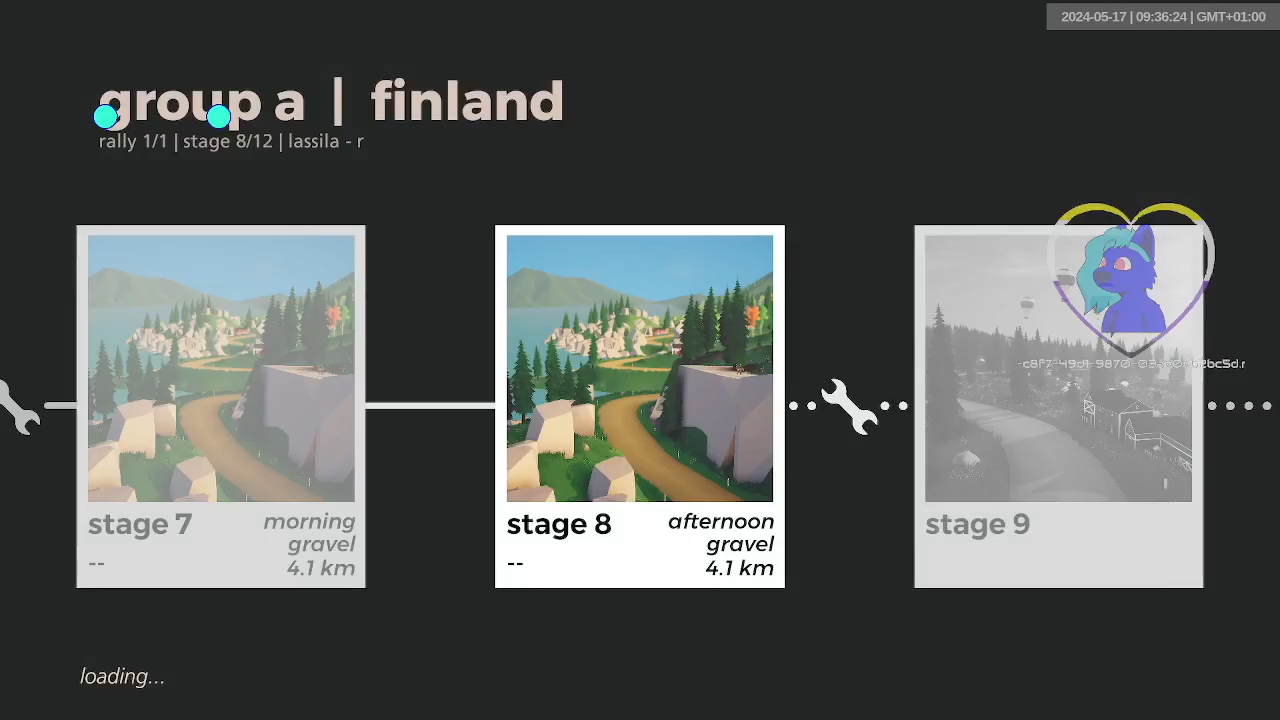 2024-05-17 | 09:36:24 | GMT+01:00
group a | finland
rally 1/1 | stage 8/12 | lassila - r
stage 7
morning
gravel
--
4.1 km
stage 8
afternoon
gravel
--
4.1 km
stage 9
loading...